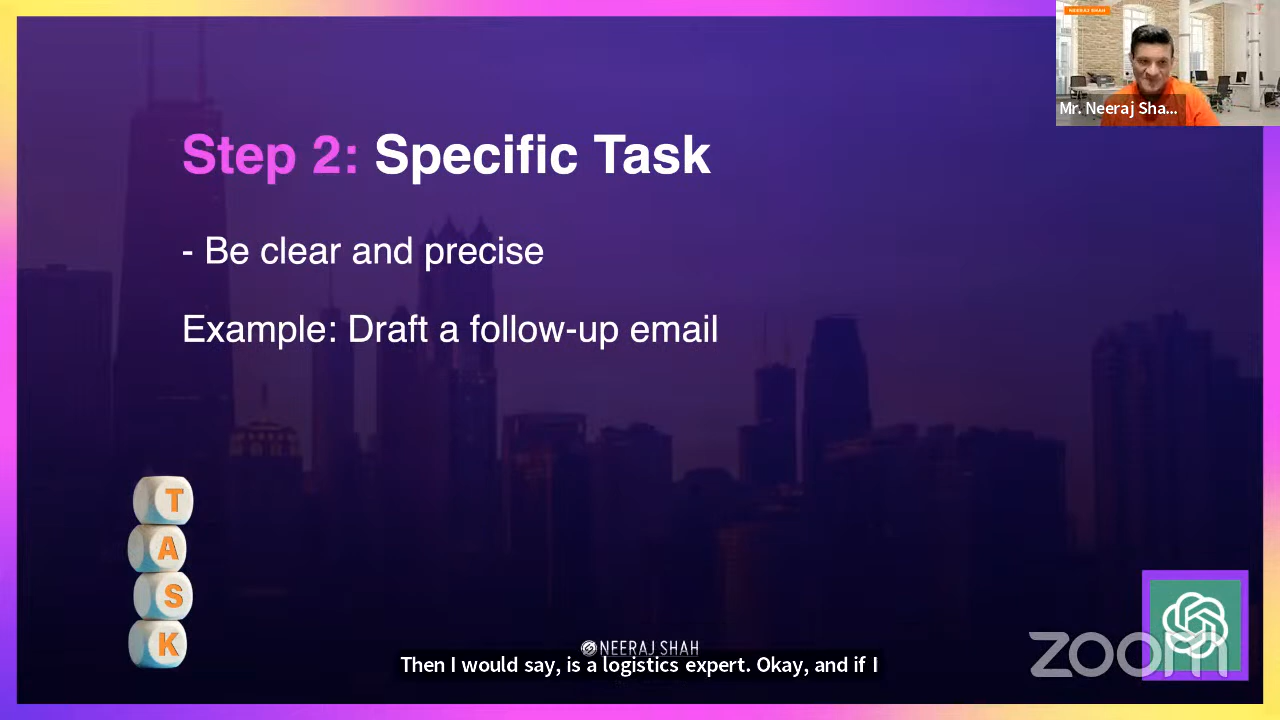 NEERAJ SHAH
Mr. Neeraj Sha...
Step 2: Specific Task
- Be clear and precise
Example: Draft a follow-up email
T
A
S
K
NEERAJ SHAH
Then I would say, is a logistics expert. Okay, and if I
zoom